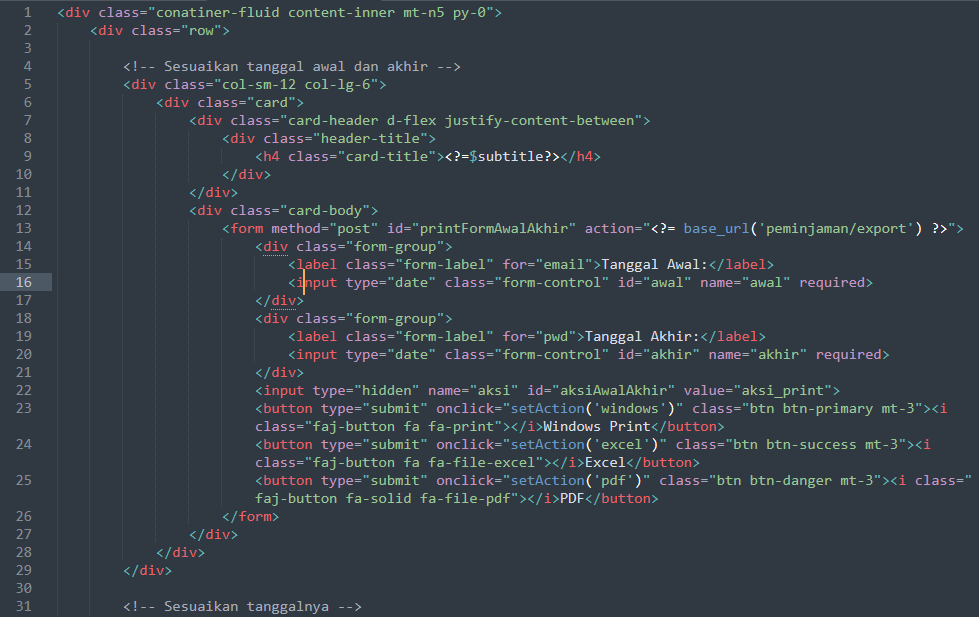 1 <div class="conatiner-fluid content-inner mt-n5 py-0">
2 <div class="row">
3
4 <!-- Sesuaikan tanggal awal dan akhir -->
5 <div class="col-sm-12 col-lg-6">
6 <div class="card">
7 <div class="card-header d-flex justify-content-between">
8 <div class="header-title">
9 <h4 class="card-title"><?=$subtitle?></h4>
10 </div>
11 </div>
12 <div class="card-body">
13 <form method="post" id="printFormAwalAkhir" action="<?= base_url('peminjaman/export') ?>">
14 <div class="form-group">
15 <label class="form-label" for="email">Tanggal Awal:</label>
16 <input type="date" class="form-control" id="awal" name="awal" required>
17 </div>
18 <div class="form-group">
19 <label class="form-label" for="pwd">Tanggal Akhir:</label>
20 <input type="date" class="form-control" id="akhir" name="akhir" required>
21 </div>
22 <input type="hidden" name="aksi" id="aksiAwalAkhir" value="aksi_print">
23 <button type="submit" onclick="setAction('windows')" class="btn btn-primary mt-3"><i
class="faj-button fa fa-print"></i>Windows Print</button>
24 <button type="submit" onclick="setAction('excel')" class="btn btn-success mt-3"><i
class="faj-button fa fa-file-excel"></i>Excel</button>
25 <button type="submit" onclick="setAction('pdf')" class="btn btn-danger mt-3"><i class="
faj-button fa-solid fa-file-pdf"></i>PDF</button>
26 </form>
27 </div>
28 </div>
29 </div>
30
31 <!-- Sesuaikan tanggalnya -->